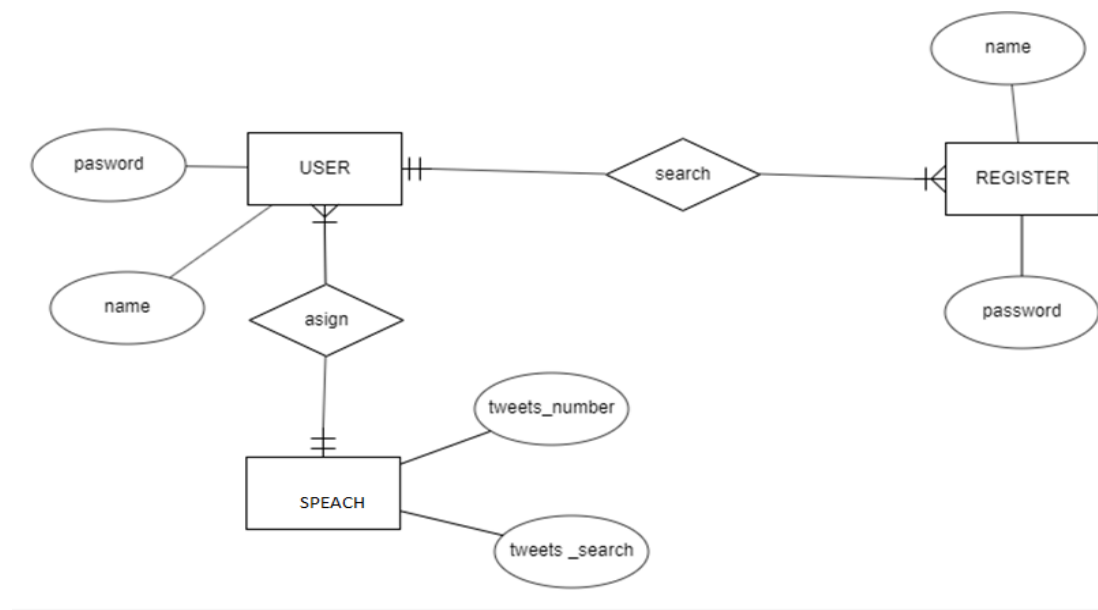 name
pasword
USER
search
REGISTER
name
asign
password
tweets_number
SPEACH
tweets _search